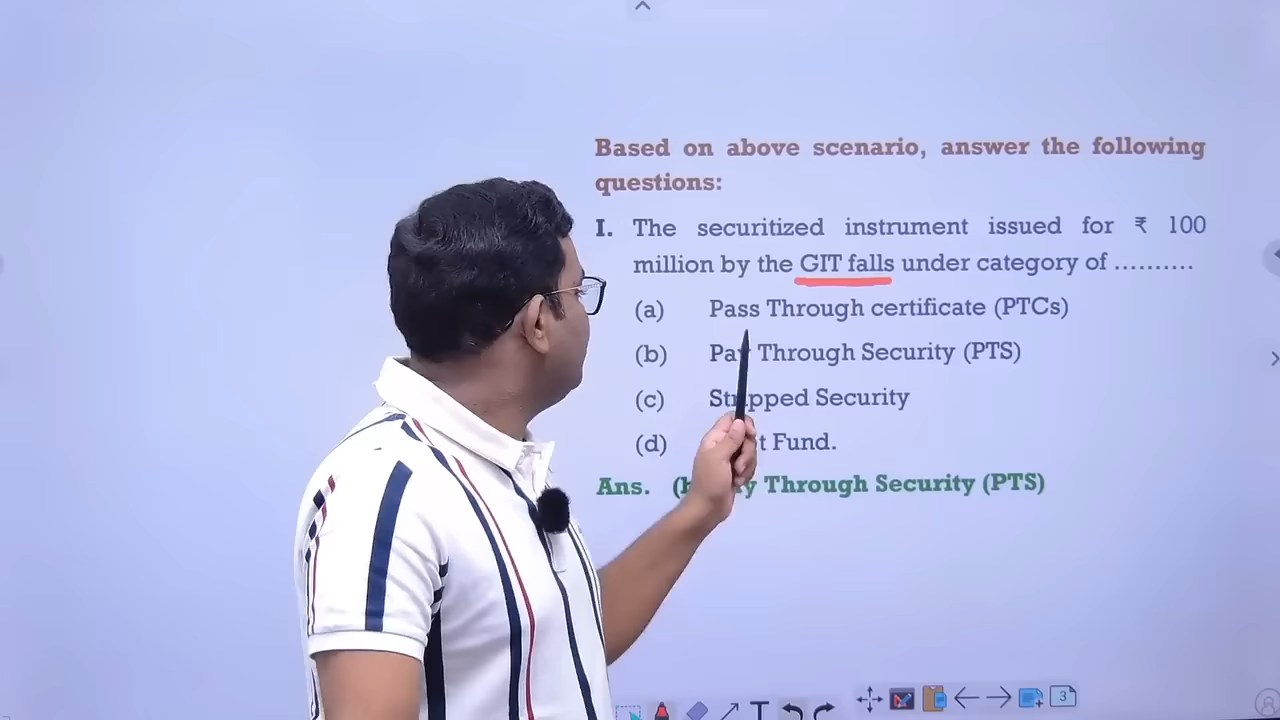 Based on above scenario, answer the following
questions:
I. The securitized instrument issued for ₹ 100
million by the GIT falls under category of ..........
(a) Pass Through certificate (PTCs)
(b) Through Security (PTS)
(c) Security
(d) Fund.
Ans. Through Security (PTS)
T
3